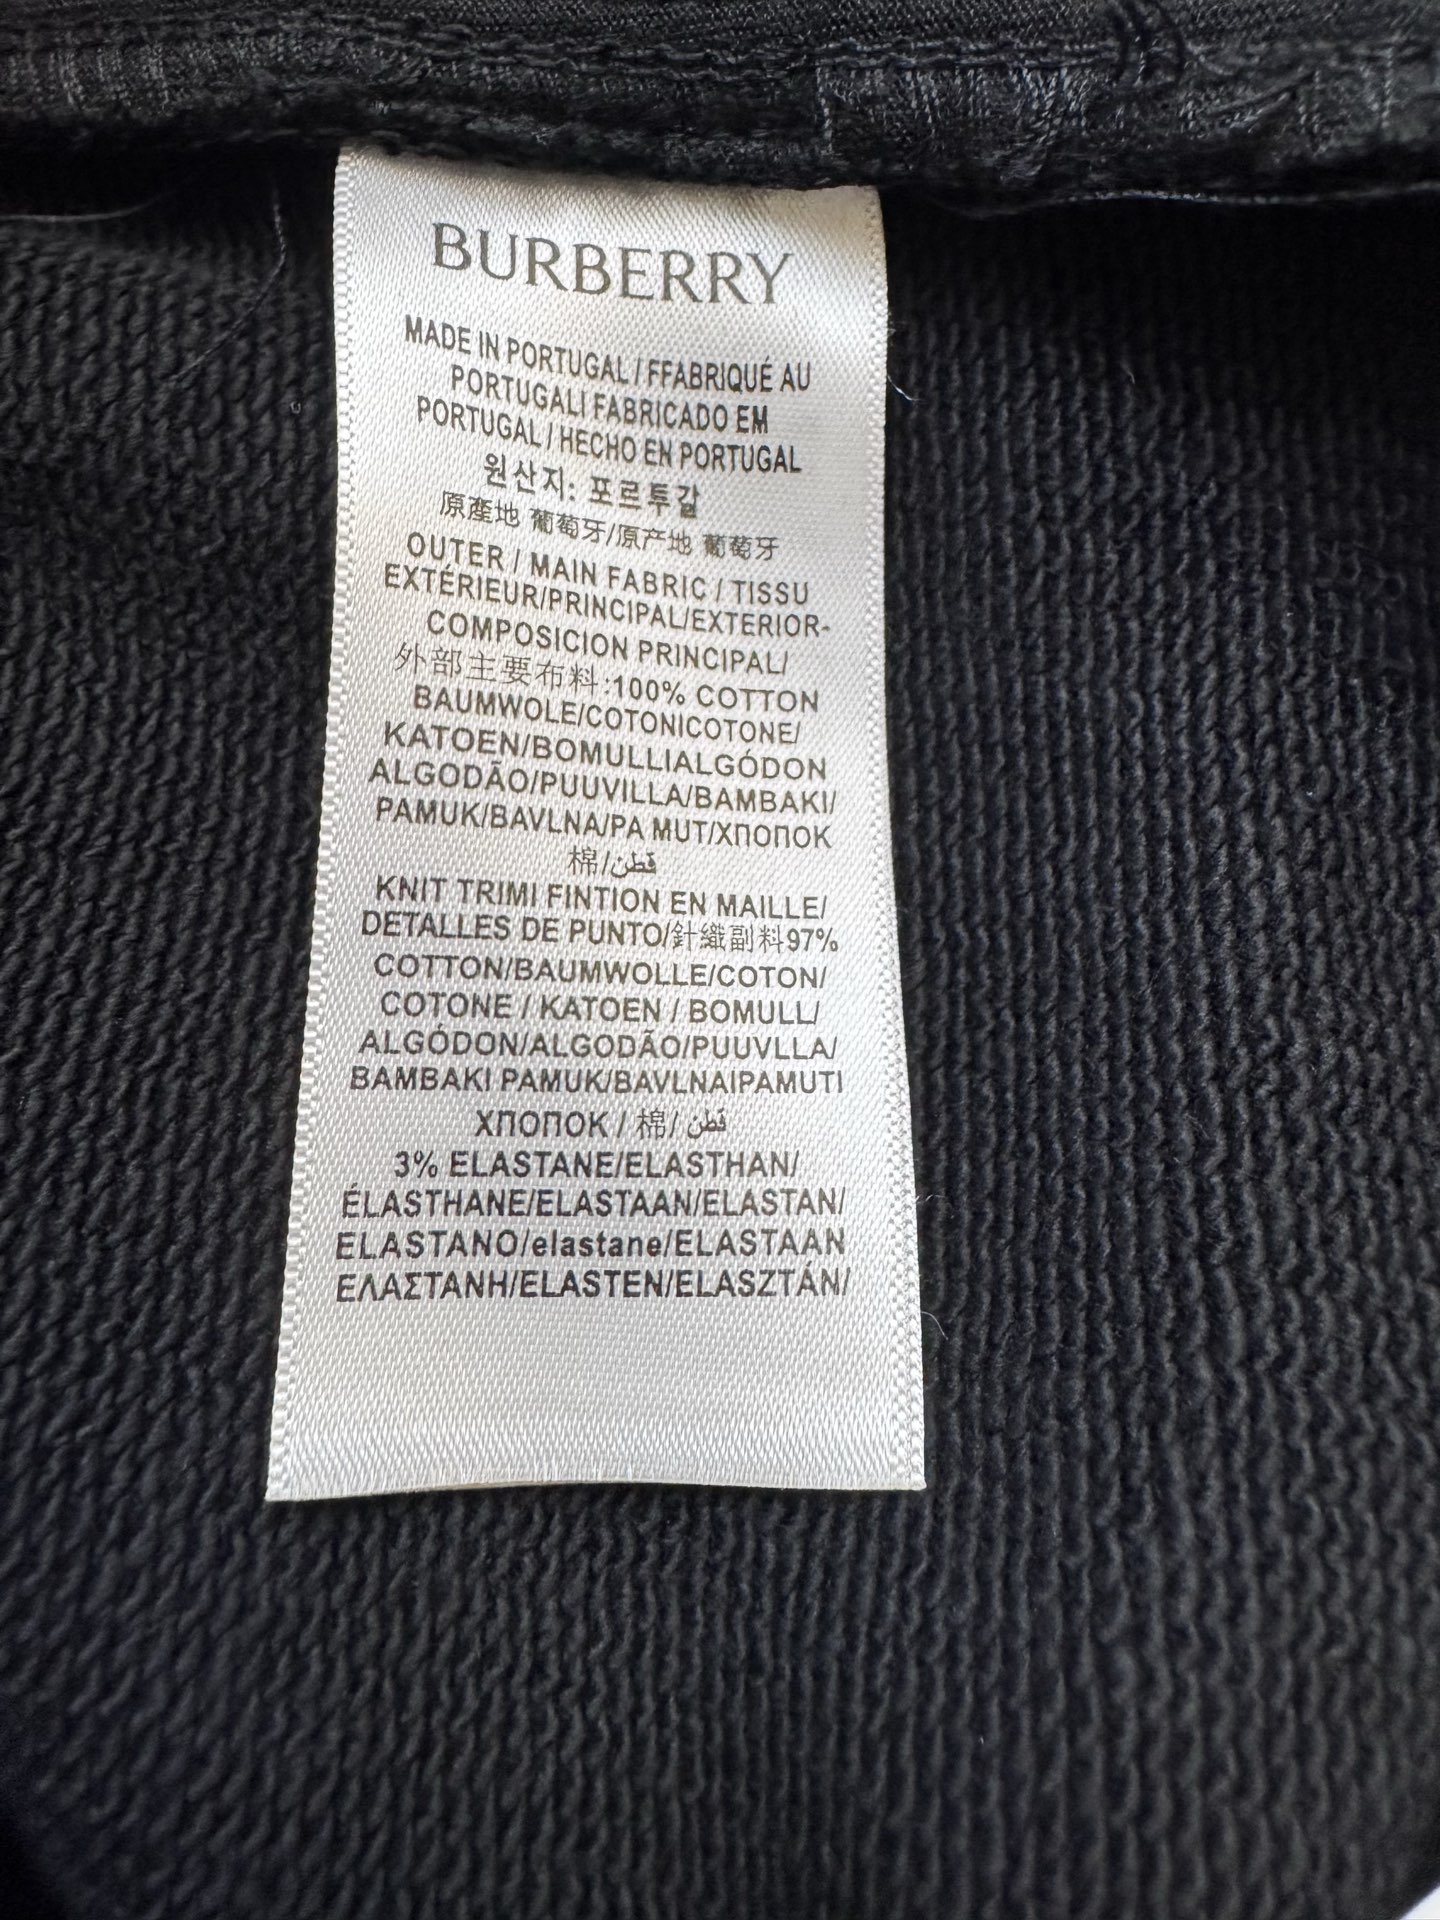 BURBERRY
MADE IN PORTUGAL / FFABRIQUÉ AU
PORTUGALI FABRICADO EM
PORTUGAL / HECHO EN PORTUGAL
원산지: 포르투갈
原產地 葡萄牙/原产地 葡萄牙
OUTER / MAIN FABRIC / TISSU
EXTÉRIEUR/PRINCIPAL/EXTERIOR-
COMPOSICION PRINCIPAL/
外部主要布料:100% COTTON
BAUMWOLE/COTONICOTONE/
KATOEN/BOMULLIALGÓDON
ALGODÃO/PUUVILLA/BAMBAKI/
PAMUK/BAVLNA/PA MUT/ХПОПОК
棉/قطن
KNIT TRIMI FINTION EN MAILLE/
DETALLES DE PUNTO/針織副料97%
COTTON/BAUMWOLLE/COTON/
COTONE / KATOEN / BOMULL/
ALGÓDON/ALGODÃO/PUUVLLA/
BAMBAKI PAMUK/BAVLNAIPAMUTI
ХПОПОК / 棉/ قطن
3% ELASTANE/ELASTHAN/
ÉLASTHANE/ELASTAAN/ELASTAN/
ELASTANO/elastane/ELASTAAN
ΕΛΑΣΤΑΝΗ/ELASTEN/ELASZTÁN/